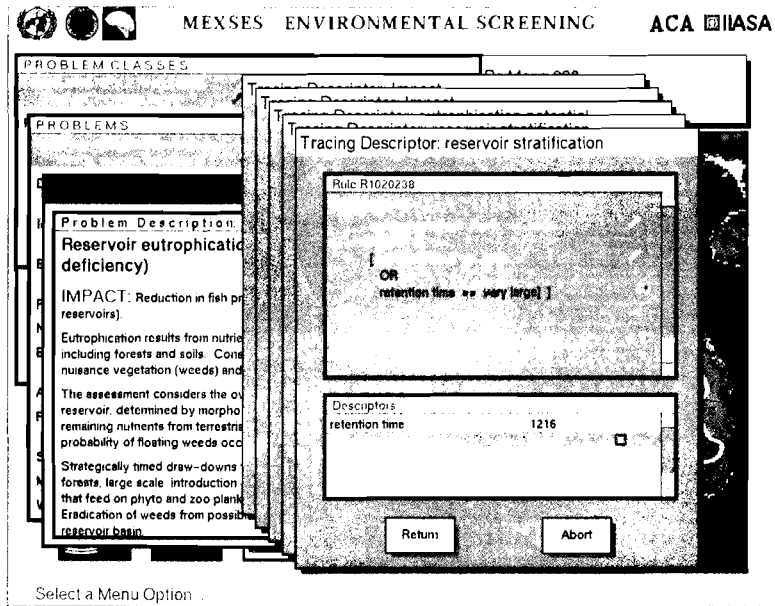 MEXSES ENVIRONMENTAL SCREENING
ACA IIASA
PROBLEM CLASSES
PROBLEMS
Tracing Descriptor: Impact
Tracing Descriptor: Impact
Tracing Descriptor: eutrophication potential
Tracing Descriptor: reservoir stratification
Tracing Descriptor: reservoir stratification
Rule R1020238
[
OR
retention time == very large] ]
Descriptors
retention time 1216
Return Abort
Problem Description:
Reservoir eutrophicatio
deficiency)
IMPACT: Reduction in fish pr
reservoirs).
Eutrophication results from nutrie
including forests and soils. Cons
nuisance vegetation (weeds) and
The assessment considers the ov
reservoir, determined by morpho
remaining nutrients from terrestria
probability of floating weeds occ
Strategically timed draw-downs
forests, large scale introduction
that feed on phyto and zoo plank
Eradication of weeds from possib
reservoir basin.
Select a Menu Option